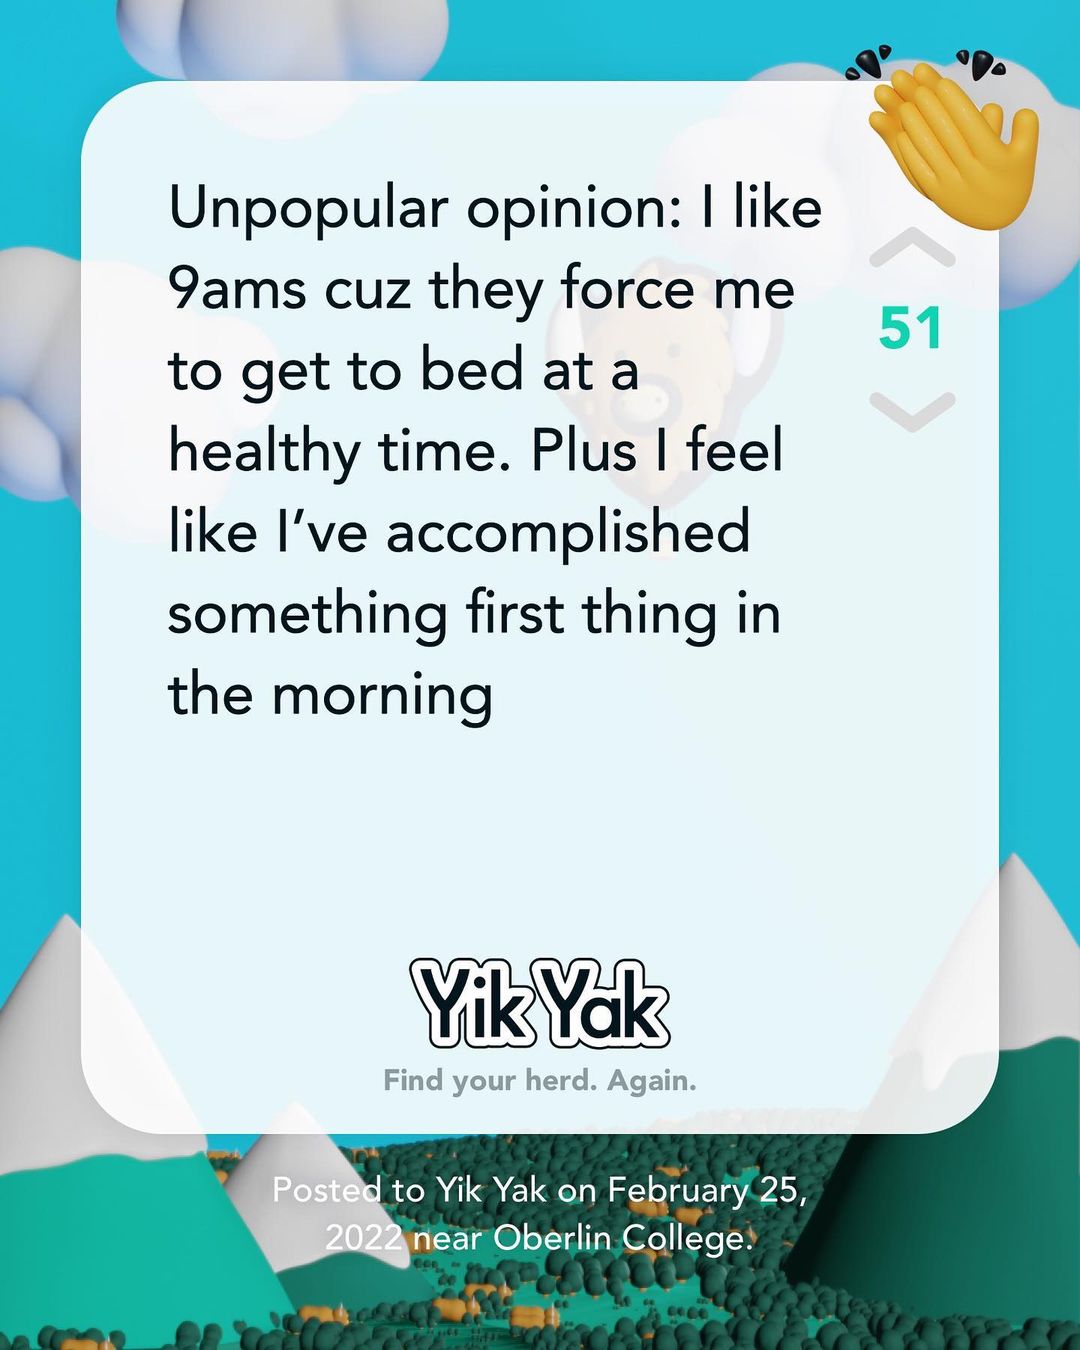 Unpopular opinion: I like
9ams cuz they force me
to get to bed at a
healthy time. Plus I feel
like I’ve accomplished
something first thing in
the morning
51
Yik Yak
Find your herd. Again.
Posted to Yik Yak on February 25,
2022 near Oberlin College.